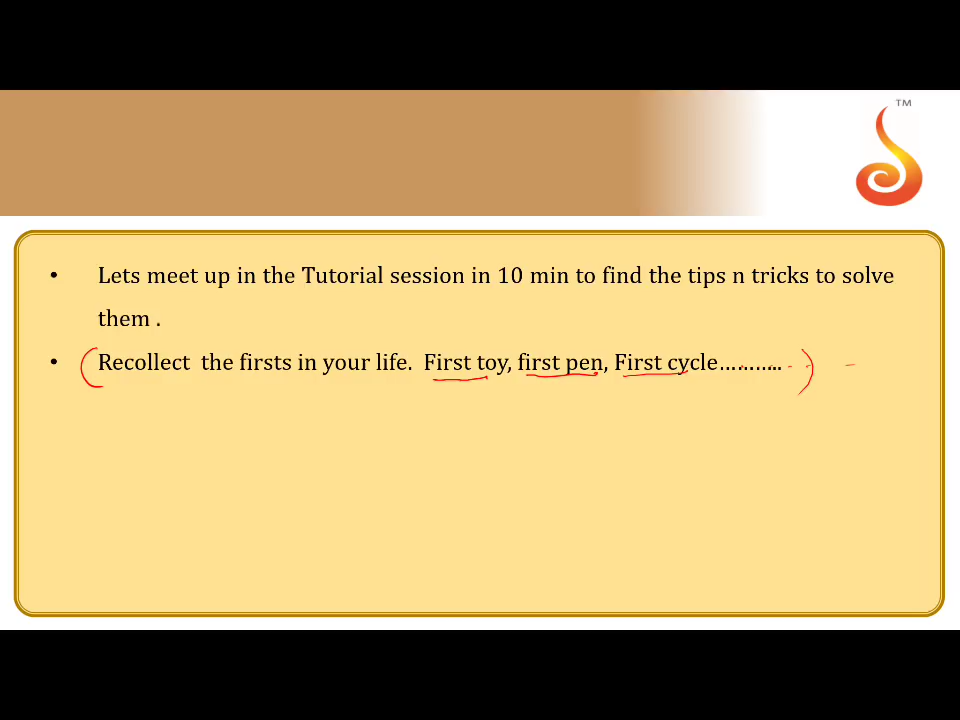 TM
• Lets meet up in the Tutorial session in 10 min to find the tips n tricks to solve
them .
• Recollect the firsts in your life. First toy, first pen, First cycle………..